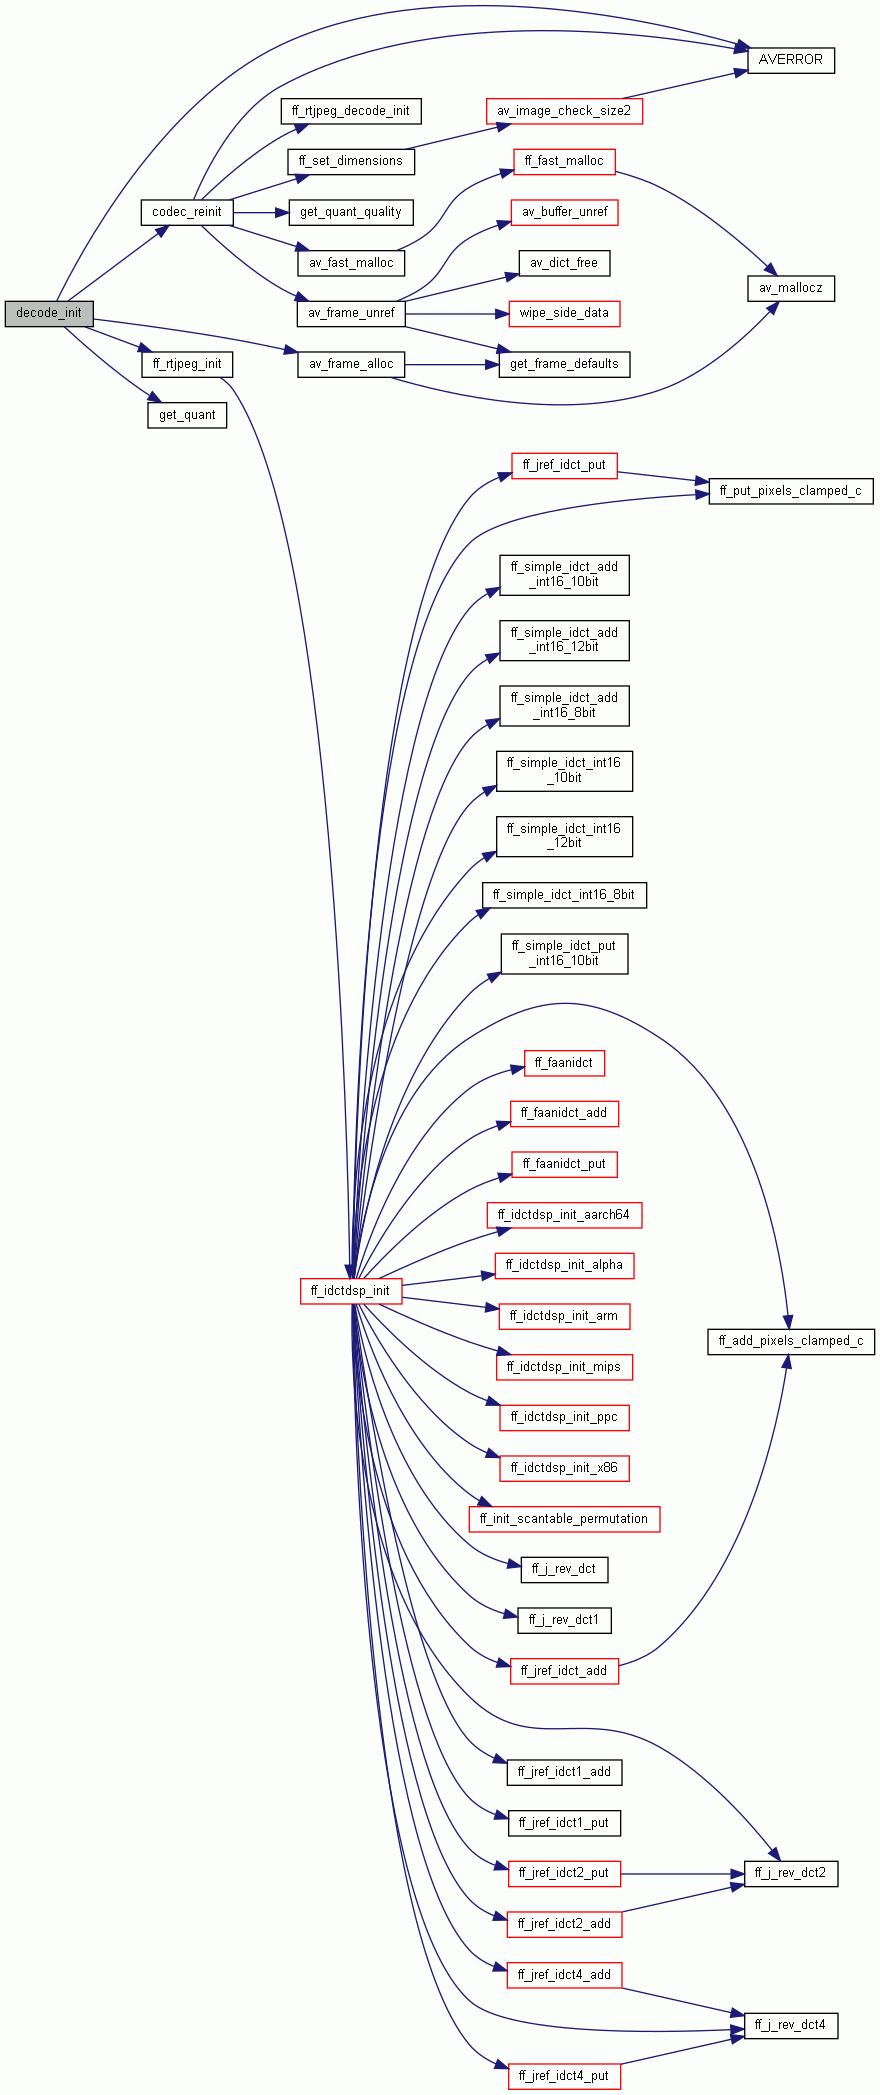 AVERROR
ff_rtjpeg_decode_init
av_image_check_size2
ff_set_dimensions
ff_fast_malloc
codec_reinit
get_quant_quality
av_buffer_unref
av_fast_malloc
av_dict_free
av_mallocz
decode_init
av_frame_unref
wipe_side_data
ff_rtjpeg_init
av_frame_alloc
get_frame_defaults
get_quant
ff_jref_idct_put
ff_put_pixels_clamped_c
ff_simple_idct_add
_int16_10bit
ff_simple_idct_add
_int16_12bit
ff_simple_idct_add
_int16_8bit
ff_simple_idct_int16
_10bit
ff_simple_idct_int16
_12bit
ff_simple_idct_int16_8bit
ff_simple_idct_put
_int16_10bit
ff_faanidct
ff_faanidct_add
ff_faanidct_put
ff_idctdsp_init_aarch64
ff_idctdsp_init_alpha
ff_idctdsp_init
ff_idctdsp_init_arm
ff_add_pixels_clamped_c
ff_idctdsp_init_mips
ff_idctdsp_init_ppc
ff_idctdsp_init_x86
ff_init_scantable_permutation
ff_j_rev_dct
ff_j_rev_dct1
ff_jref_idct_add
ff_jref_idct1_add
ff_jref_idct1_put
ff_jref_idct2_put
ff_j_rev_dct2
ff_jref_idct2_add
ff_jref_idct4_add
ff_j_rev_dct4
ff_jref_idct4_put